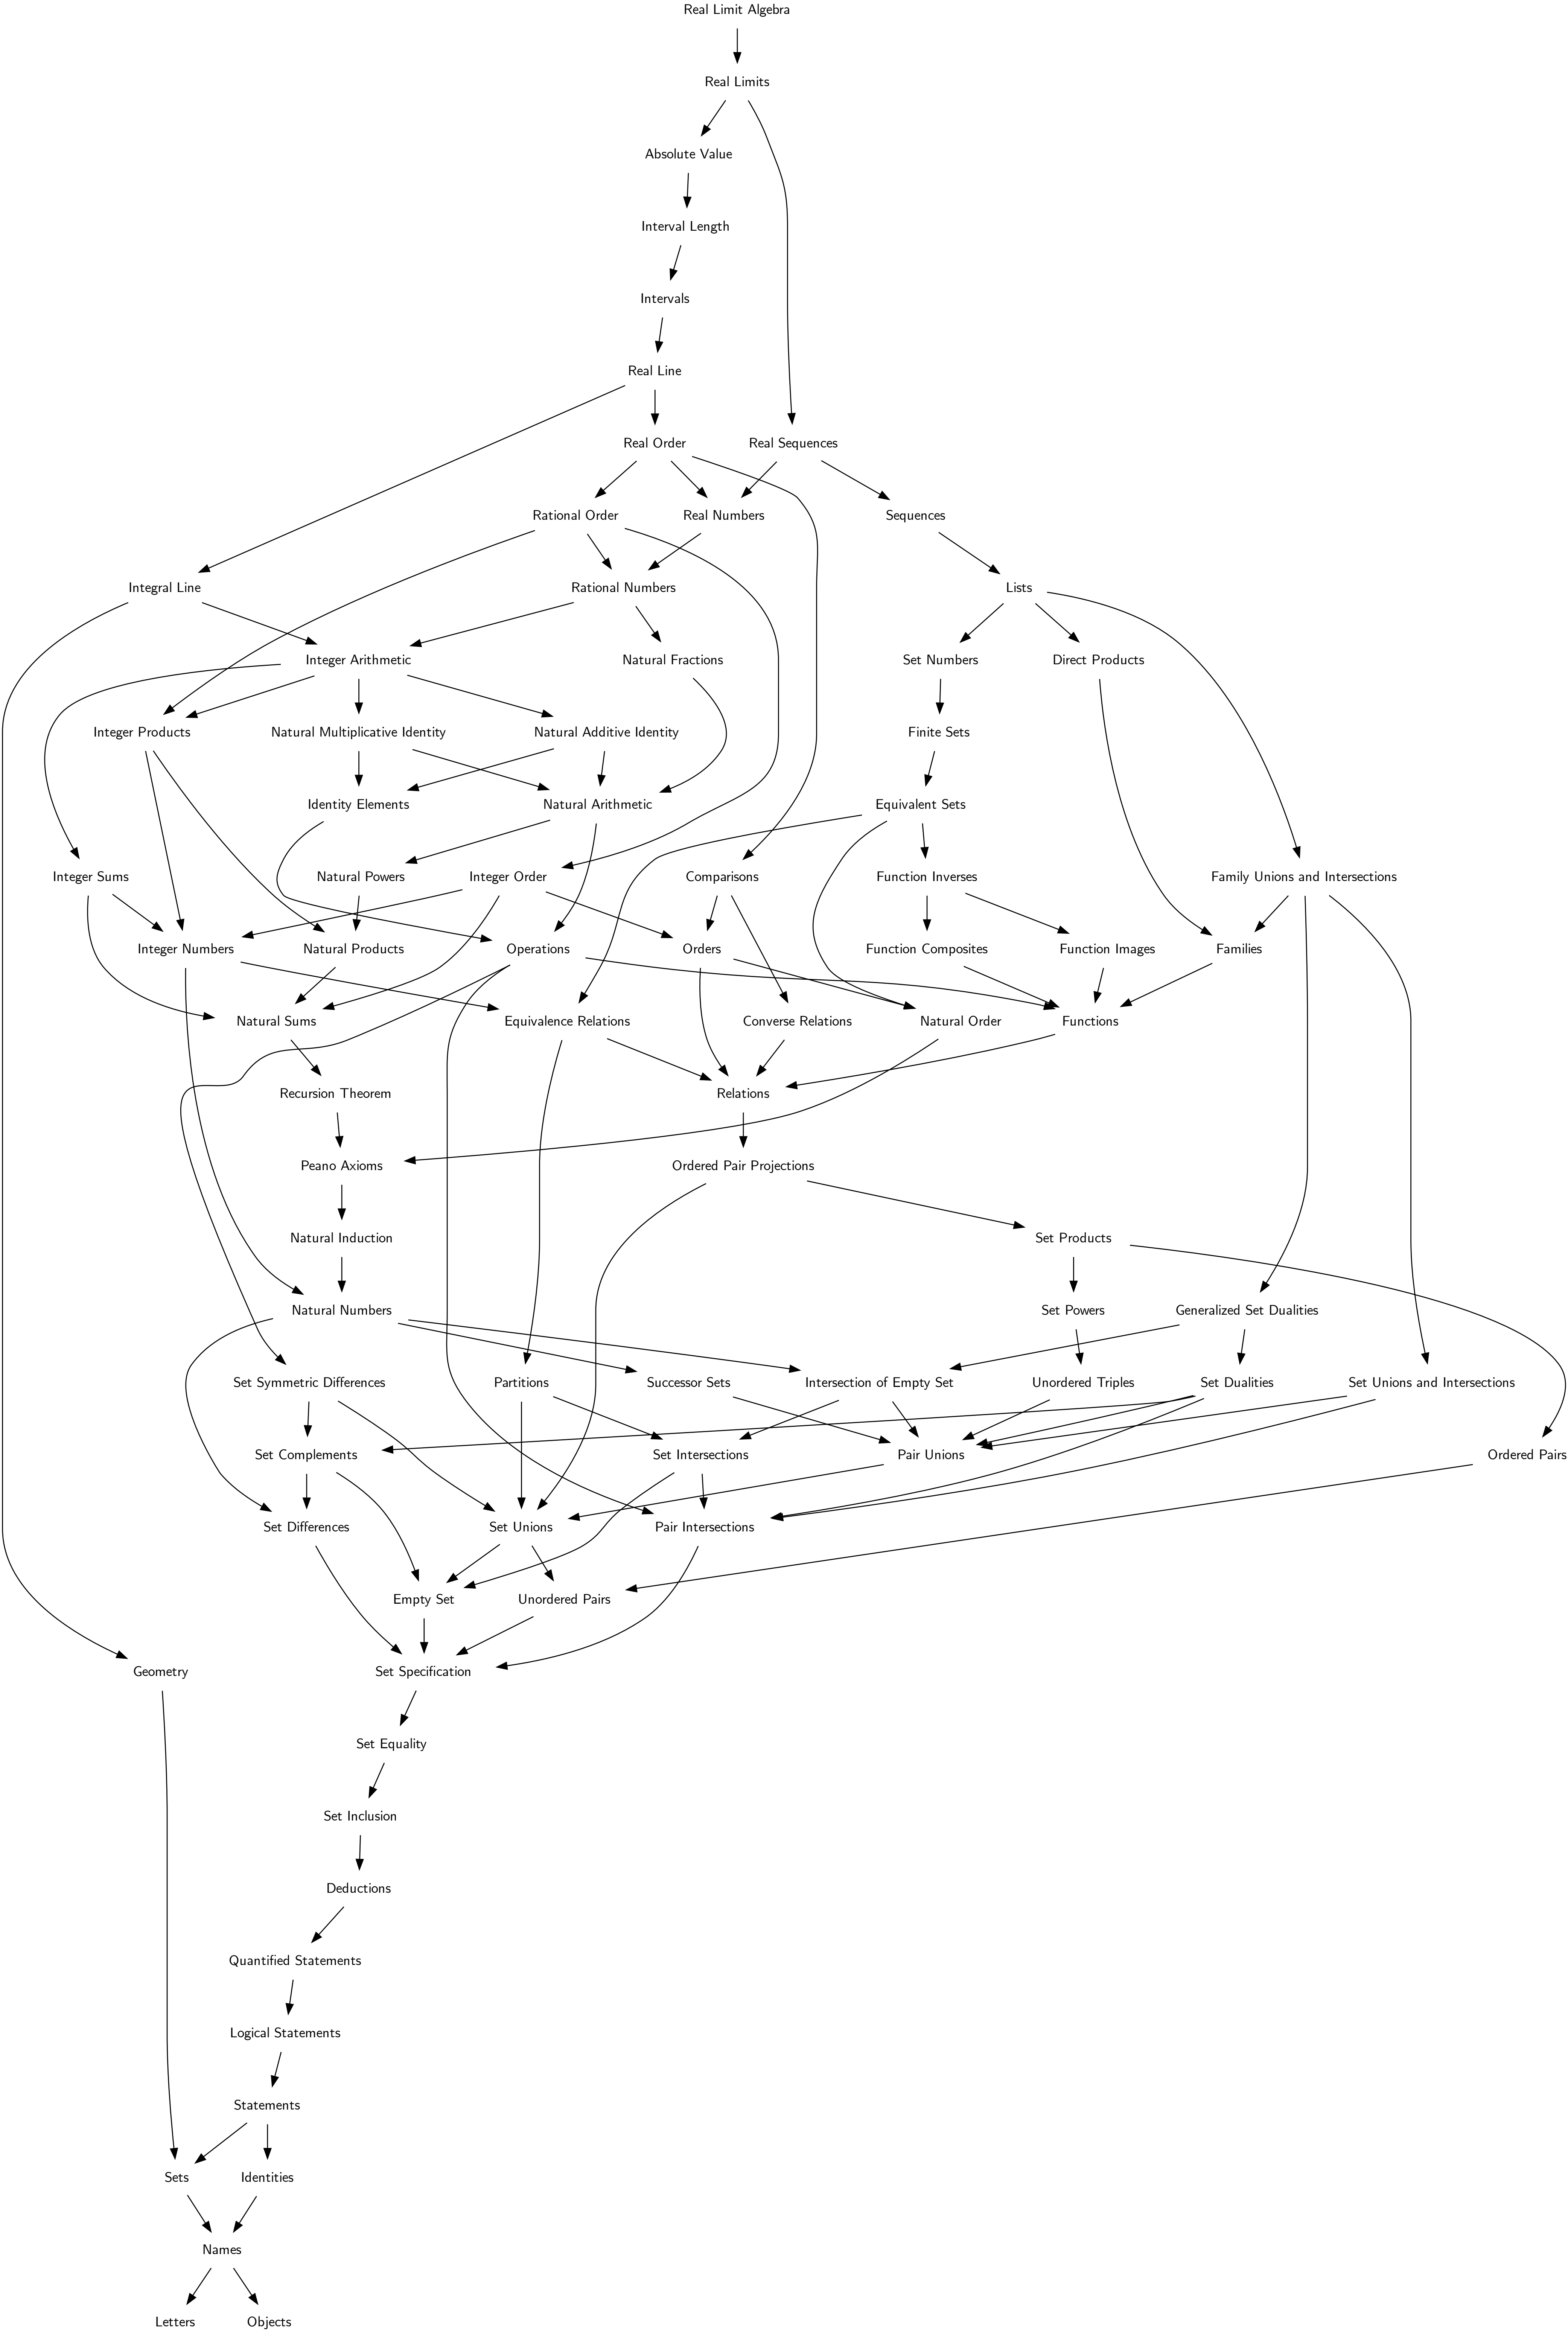 Real Limit Algebra
Real Limits
Absolute Value
Interval Length
Intervals
Real Line
Real Order
Real Sequences
Rational Order
Real Numbers
Sequences
Integral Line
Rational Numbers
Lists
Integer Arithmetic
Natural Fractions
Set Numbers
Direct Products
Integer Products
Natural Multiplicative Identity
Natural Additive Identity
Finite Sets
Identity Elements
Natural Arithmetic
Equivalent Sets
Integer Sums
Natural Powers
Integer Order
Comparisons
Function Inverses
Family Unions and Intersections
Integer Numbers
Natural Products
Operations
Orders
Function Composites
Function Images
Families
Natural Sums
Equivalence Relations
Converse Relations
Natural Order
Functions
Recursion Theorem
Relations
Peano Axioms
Ordered Pair Projections
Natural Induction
Set Products
Natural Numbers
Set Powers
Generalized Set Dualities
Set Symmetric Differences
Partitions
Successor Sets
Intersection of Empty Set
Unordered Triples
Set Dualities
Set Unions and Intersections
Set Complements
Set Intersections
Pair Unions
Ordered Pairs
Set Differences
Set Unions
Pair Intersections
Empty Set
Unordered Pairs
Geometry
Set Specification
Set Equality
Set Inclusion
Deductions
Quantified Statements
Logical Statements
Statements
Sets
Identities
Names
Letters
Objects